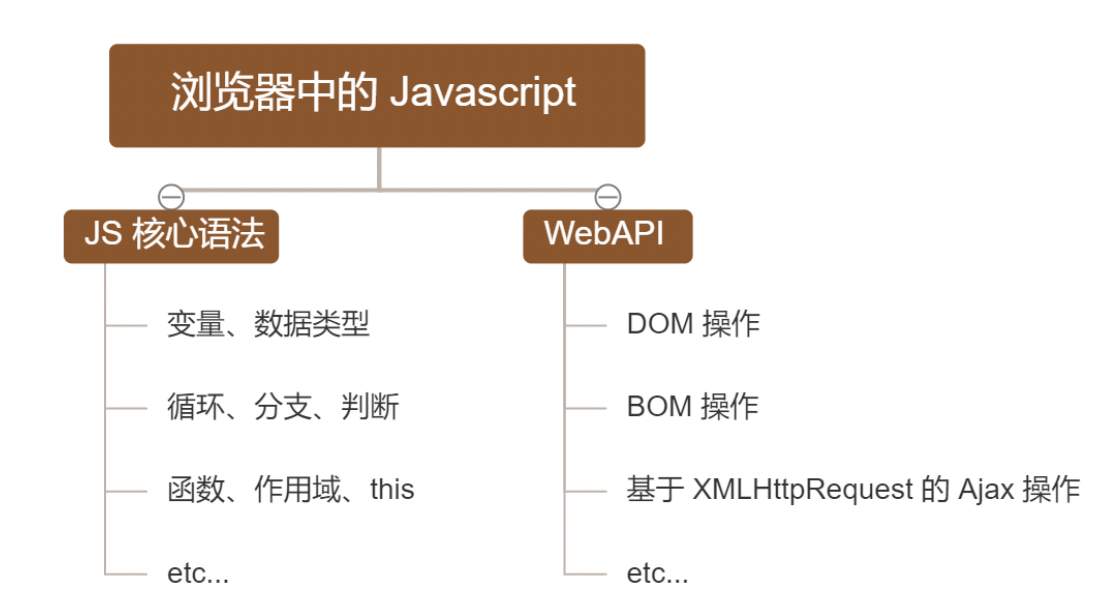 浏览器中的 Javascript
JS 核心语法
变量、数据类型
循环、分支、判断
函数、作用域、this
etc...
WebAPI
DOM 操作
BOM 操作
基于 XMLHttpRequest 的 Ajax 操作
etc...